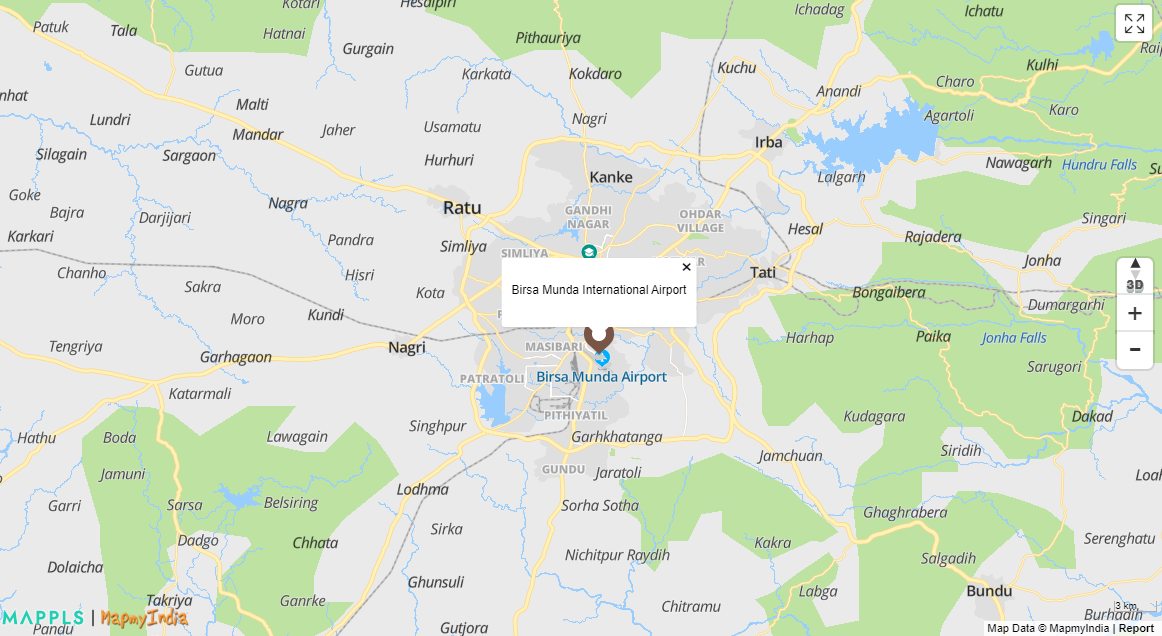 Kotari
Hesalpiri
Ichadag
Ichatu
Patuk
Tala
Hatnai
Gurgain
Pithauriya
Kulhi
Gutua
Karkata
Kokdaro
Kuchu
Charo
Anandi
Malti
Lundri
Mandar
Jaher
Usamatu
Nagri
Agartoli
Karo
Silagain
Sargaon
Hurhuri
Irba
Nawagarh
Hundru Falls
Kanke
Lalgarh
Goke
Bajra
Nagra
Darjijari
Ratu
GANDHI
NAGAR
OHDAR
VILLAGE
Singari
Karkari
Pandra
Simliya
SIMLIYA
Hesal
Rajadera
Jonha
Chanho
Hisri
Tati
Sakra
Kota
Birsa Munda International Airport
×
Bongaibera
Dumargarhi
3D
Moro
Kundi
Harhap
Paika
Jonha Falls
+
Tengriya
Garhagaon
Nagri
MASIBARI
Sarugori
−
Katarmali
PATRATOLI
Birsa Munda Airport
PITHIYATIL
Kudagara
Dakad
Hathu
Boda
Lawagain
Singhpur
Garhkhatanga
Siridih
Jamchuan
Jamuni
GUNDU
Jaratoli
Garri
Sarsa
Belsiring
Lodhma
Sorha Sotha
Ghaghrabera
Sirka
Dadgo
Chhata
Nichitpur Raydih
Kakra
Salgadih
Serenghatu
Dolaicha
Ghunsuli
Labga
Bundu
Takriya
Ganrke
Chitramu
3 km
MAPPLS | MapmyIndia
Burhadih
Pandu
Gutjora
Map Data © MapmyIndia | Report